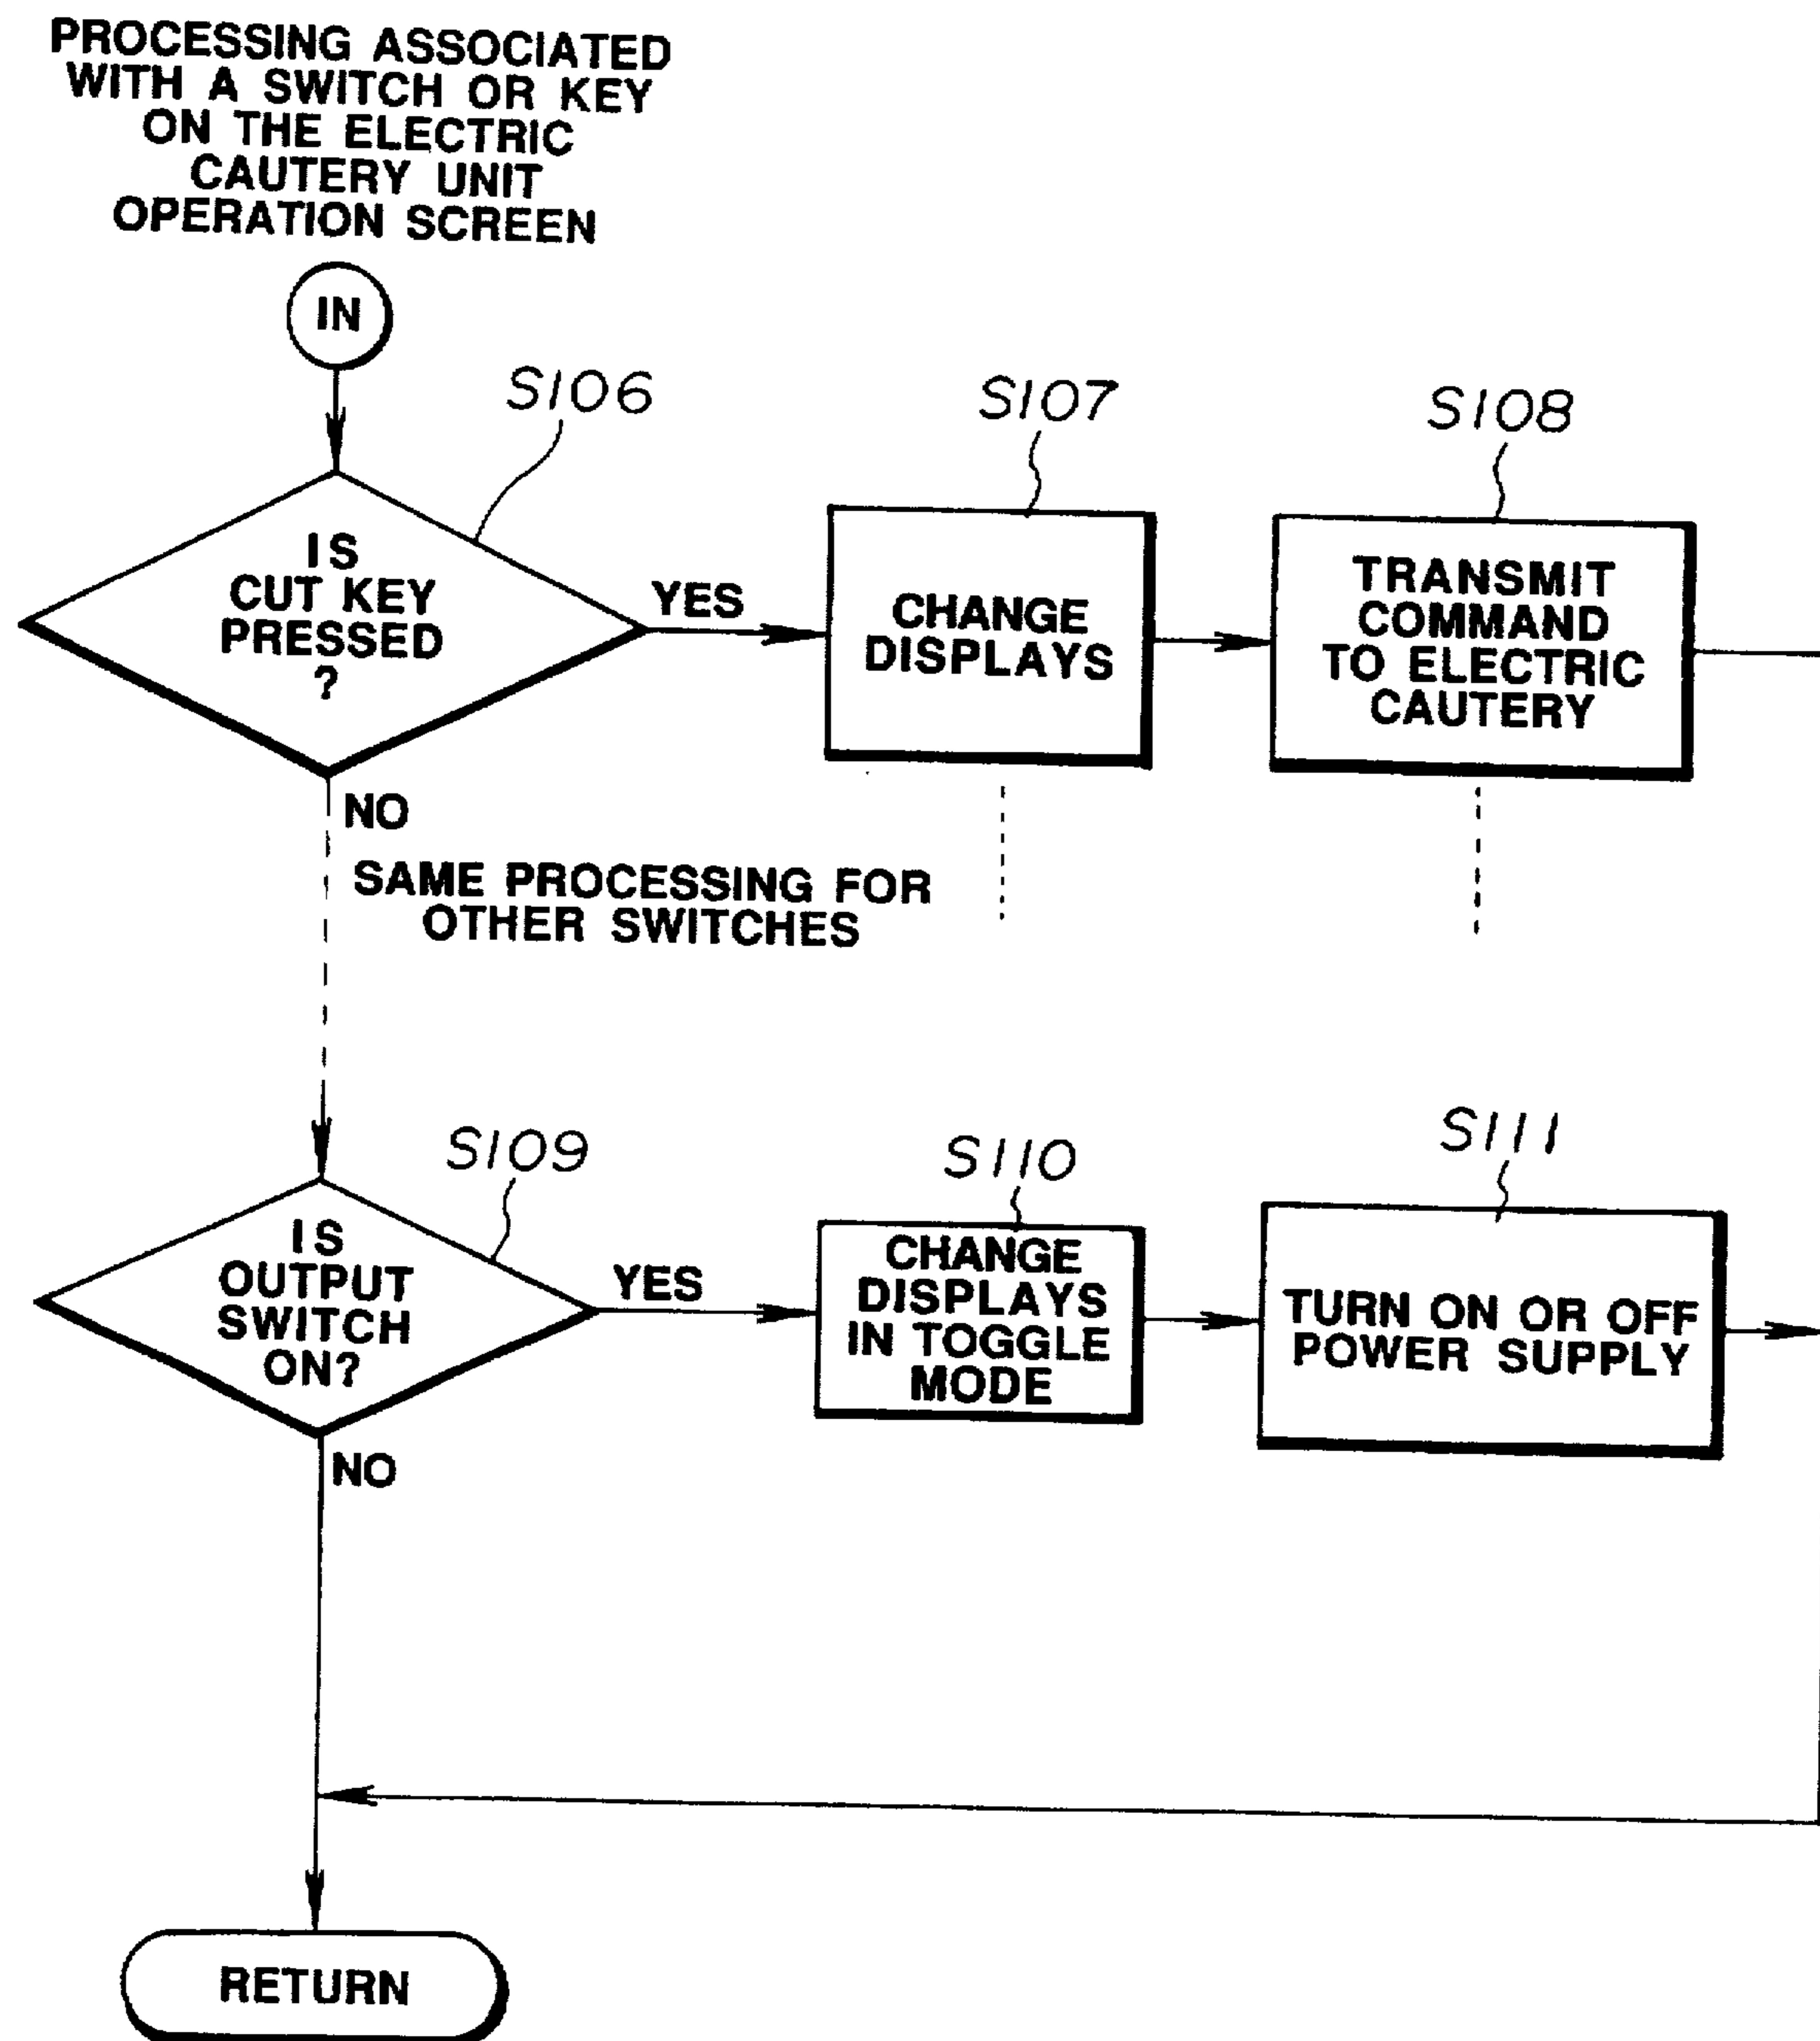 PROCESSING ASSOCIATED
WITH A SWITCH OR KEY
ON THE ELECTRIC
CAUTERY UNIT
OPERATION SCREEN
IN
S106
S107
S108
IS
CUT KEY
PRESSED
?
YES
CHANGE
DISPLAYS
TRANSMIT
COMMAND
TO ELECTRIC
CAUTERY
NO
SAME PROCESSING FOR
OTHER SWITCHES
S109
S110
S111
IS
OUTPUT
SWITCH
ON?
YES
CHANGE
DISPLAYS
IN TOGGLE
MODE
TURN ON OR OFF
POWER SUPPLY
NO
RETURN